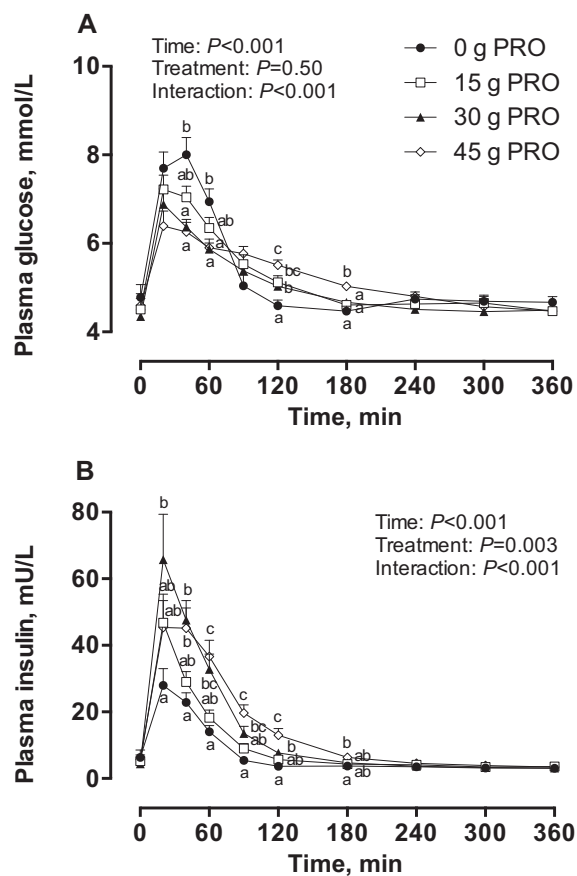 A
Time: P<0.001
Treatment: P=0.50
Interaction: P<0.001
0 g PRO
15 g PRO
30 g PRO
45 g PRO
Plasma glucose, mmol/L
10
8
6
4
b
ab
b
a
ab
a
a
a
c
bc
b
a
b
a
a
a
0 60 120 180 240 300 360
Time, min
B
Time: P<0.001
Treatment: P=0.003
Interaction: P<0.001
Plasma insulin, mU/L
80
60
40
20
0
b
ab
ab
a
b
b
ab
a
c
bc
ab
a
c
bc
ab
a
c
b
ab
a
b
ab
ab
a
0 60 120 180 240 300 360
Time, min